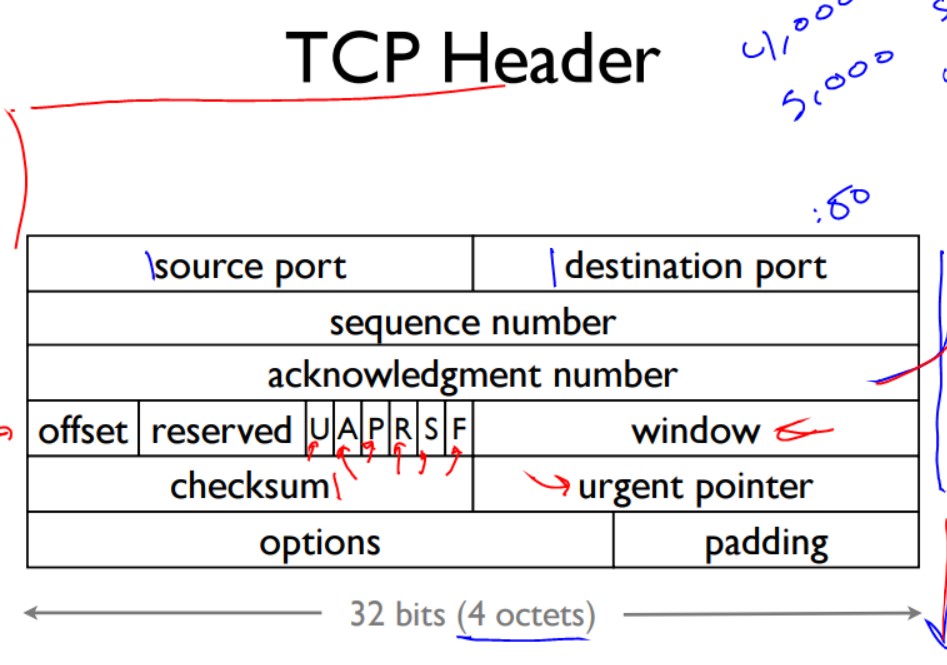 TCP Header
4,000
5,000
:80
source port destination port
sequence number
acknowledgment number
offset reserved U A P R S F window
checksum urgent pointer
options padding
32 bits (4 octets)